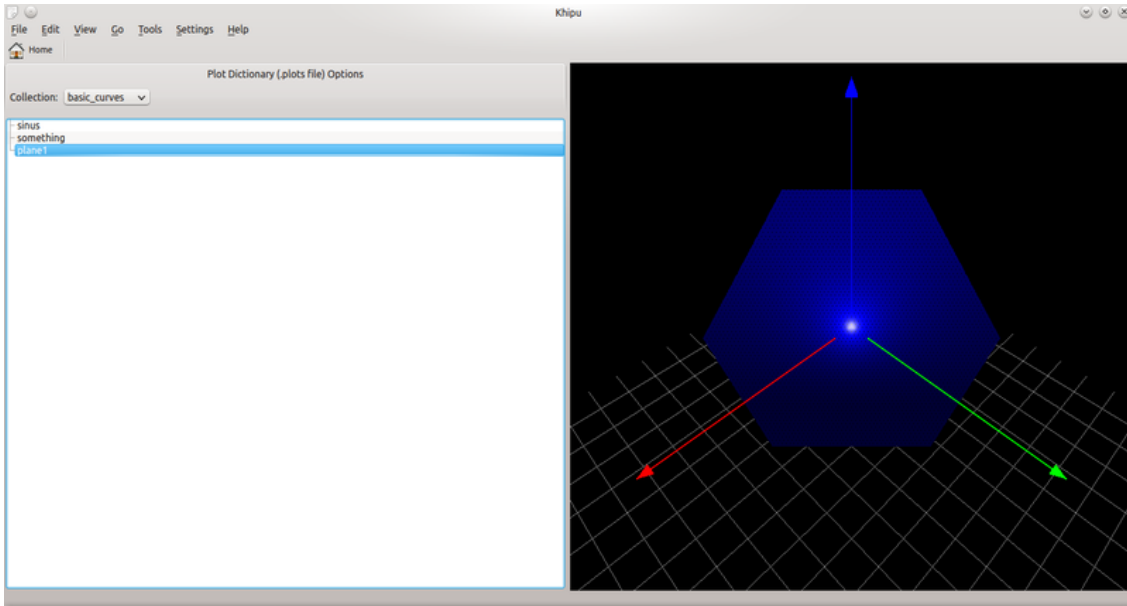 Khipu
File Edit View Go Tools Settings Help
Home
Plot Dictionary (.plots file) Options
Collection: basic_curves
sinus
something
plane1